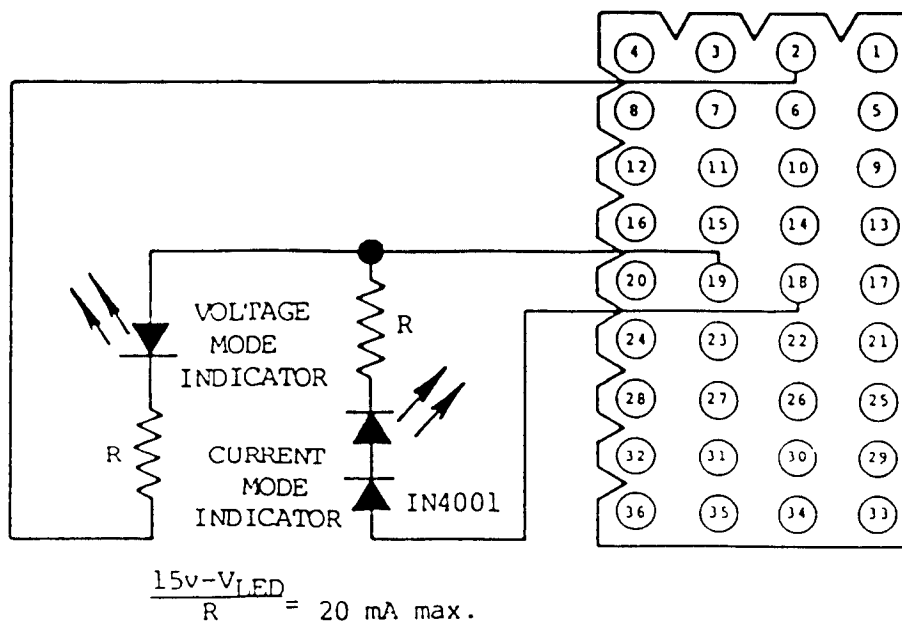 4 3 2 1
8 7 6 5
12 11 10 9
16 15 14 13
20 19 18 17
24 23 22 21
28 27 26 25
32 31 30 29
36 35 34 33
VOLTAGE
MODE
INDICATOR
R
R
CURRENT
MODE
INDICATOR
IN4001
15v-VLED
R
= 20 mA max.